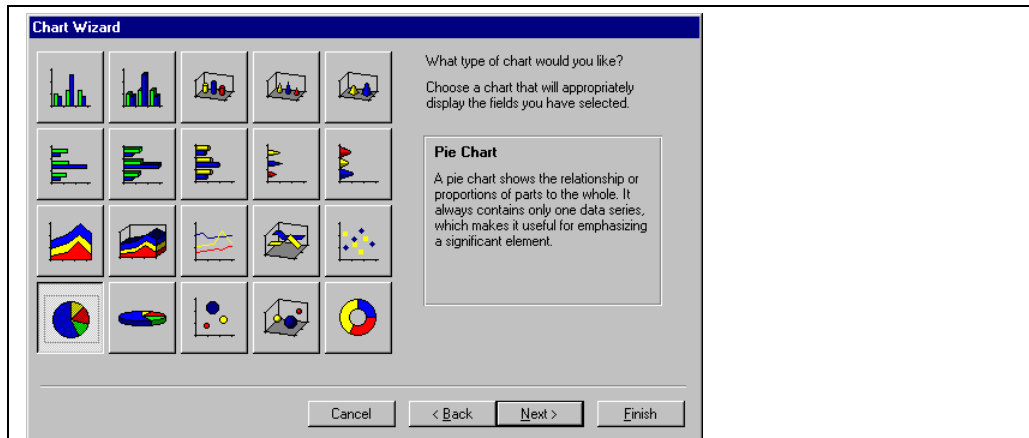 Chart Wizard
What type of chart would you like?
Choose a chart that will appropriately
display the fields you have selected.
Pie Chart
A pie chart shows the relationship or
proportions of parts to the whole. It
always contains only one data series,
which makes it useful for emphasizing
a significant element.
Cancel
< Back
Next >
Finish